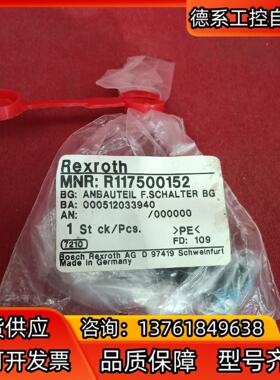 德系工控自
Rexroth
MNR: R117500152
BG: ANBAUTEIL F.SCHALTER BG
BA: 000512033940
AN: /000000
1 St ck/Pcs. >PE<
7210 FD: 109
Bosch Rexroth AG D 97419 Schweinfurt
Made in Germany
货供应 咨询:13761849638
可开发票 品质保障 型号齐